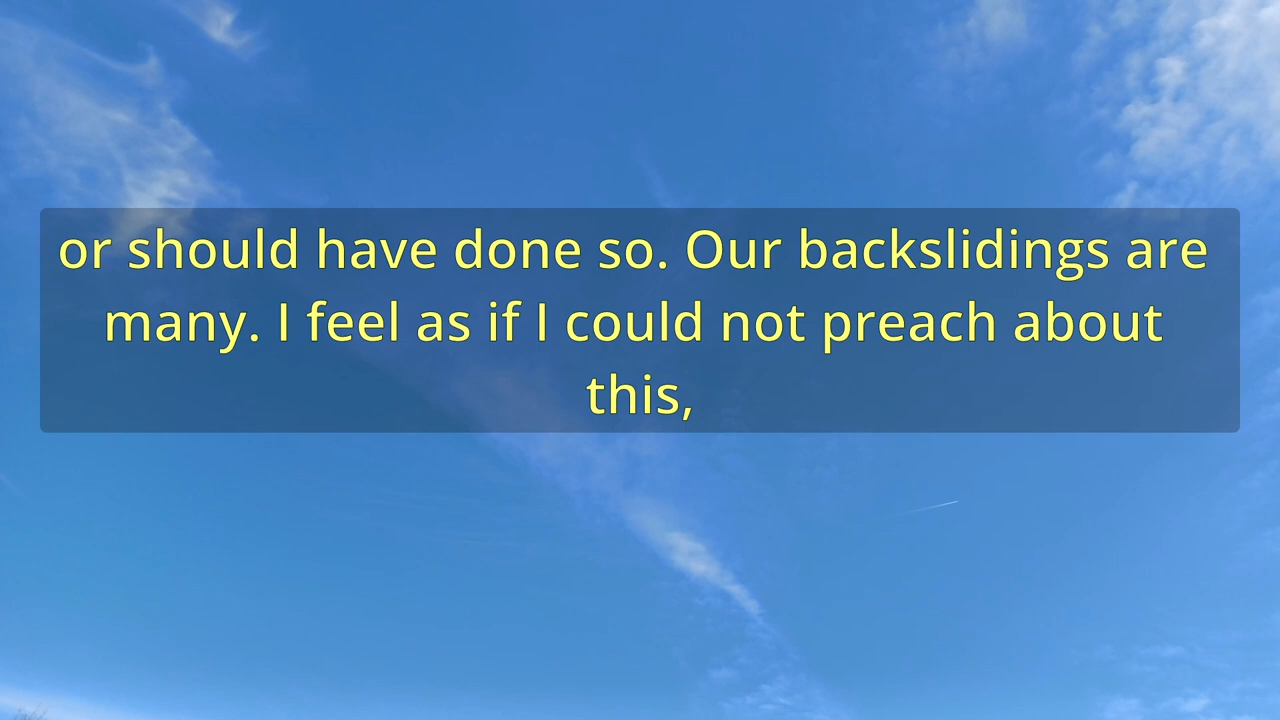 or should have done so. Our backslidings are
many. I feel as if I could not preach about
this,